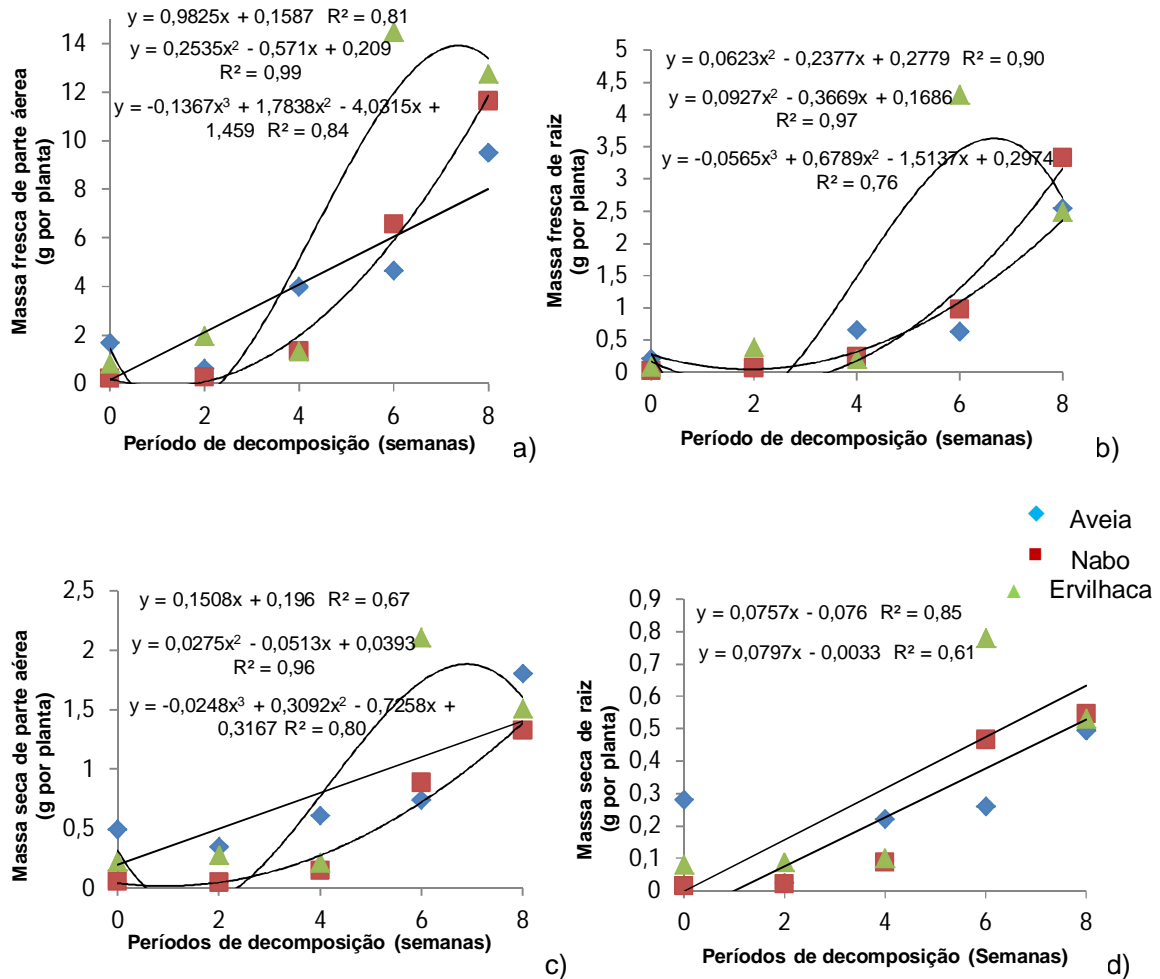 y = 0,9825x + 0,1587 R² = 0,81
y = 0,2535x² - 0,571x + 0,209
R² = 0,99
y = -0,1367x³ + 1,7838x² - 4,0315x +
1,459 R² = 0,84
14
12
10
8
6
4
2
0
0 2 4 6 8
Massa fresca de parte áerea
(g por planta)
Período de decomposição (semanas)
a)
y = 0,0623x² - 0,2377x + 0,2779 R² = 0,90
y = 0,0927x² - 0,3669x + 0,1686
R² = 0,97
y = -0,0565x³ + 0,6789x² - 1,5137x + 0,2974
R² = 0,76
5
4,5
4
3,5
3
2,5
2
1,5
1
0,5
0
0 2 4 6 8
Massa fresca de raiz
(g por planta)
Período de decomposição (semanas)
b)
Aveia
Nabo
Ervilhaca
y = 0,1508x + 0,196 R² = 0,67
y = 0,0275x² - 0,0513x + 0,0393
R² = 0,96
y = -0,0248x³ + 0,3092x² - 0,7258x +
0,3167 R² = 0,80
2,5
2
1,5
1
0,5
0
0 2 4 6 8
Massa seca de parte aérea
(g por planta)
Períodos de decomposição (semanas)
c)
y = 0,0757x - 0,076 R² = 0,85
y = 0,0797x - 0,0033 R² = 0,61
0,9
0,8
0,7
0,6
0,5
0,4
0,3
0,2
0,1
0
0 2 4 6 8
Massa seca de raiz
(g por planta)
Períodos de decomposição (Semanas)
d)